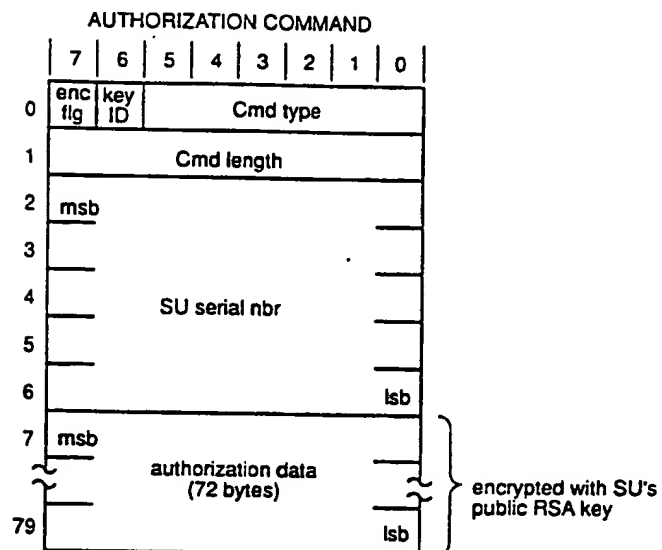 AUTHORIZATION COMMAND
7 6 5 4 3 2 1 0
0 enc flg key ID Cmd type
1 Cmd length
2 msb
3
4 SU serial nbr
5
6 lsb
7 msb
authorization data
(72 bytes)
encrypted with SU's
public RSA key
79 lsb